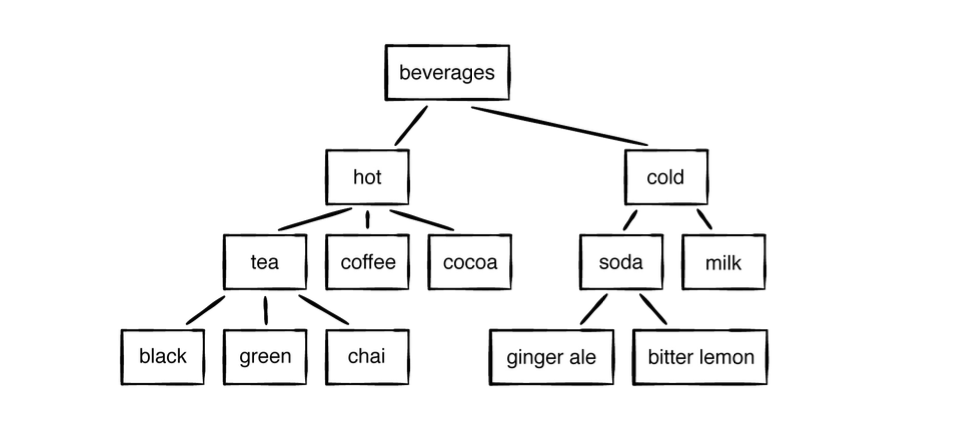 beverages
hot
cold
tea
coffee
cocoa
soda
milk
black
green
chai
ginger ale
bitter lemon